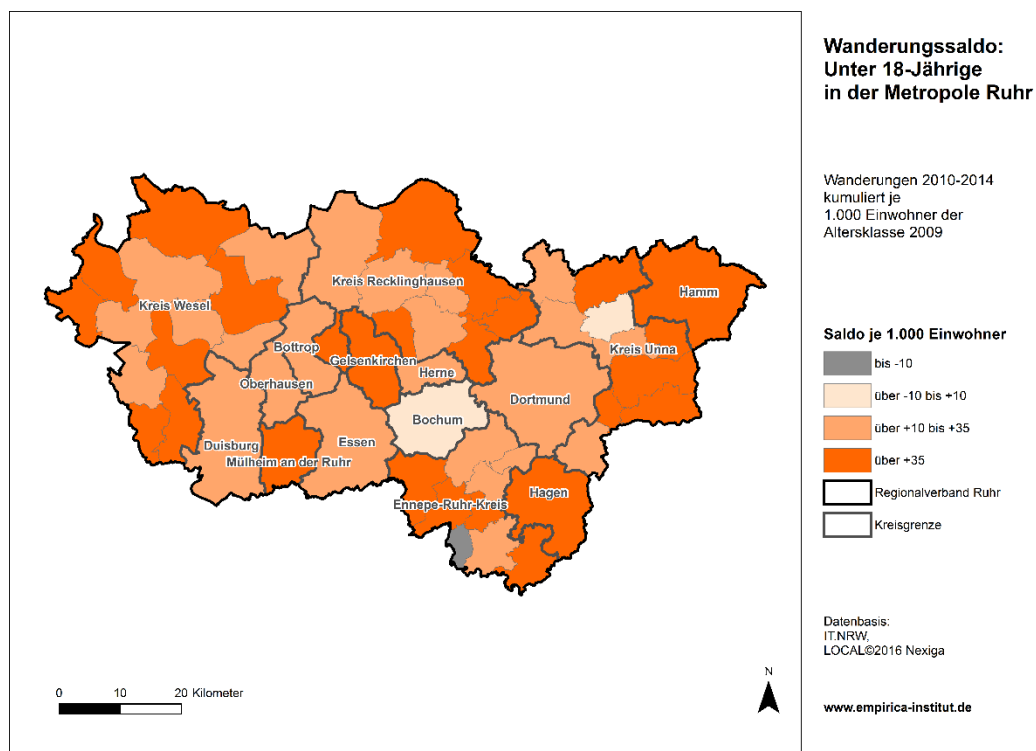 Wanderungssaldo:
Unter 18-Jährige
in der Metropole Ruhr
Wanderungen 2010-2014
kumuliert je
1.000 Einwohner der
Altersklasse 2009
Saldo je 1.000 Einwohner
bis -10
über -10 bis +10
über +10 bis +35
über +35
Regionalverband Ruhr
Kreisgrenze
Datenbasis:
IT.NRW,
LOCAL©2016 Nexiga
www.empirica-institut.de
Kreis Recklinghausen
Hamm
Kreis Wesel
Kreis Unna
Bottrop
Gelsenkirchen
Herne
Oberhausen
Dortmund
Bochum
Duisburg
Essen
Mülheim an der Ruhr
Hagen
Ennepe-Ruhr-Kreis
0 10 20 Kilometer
N